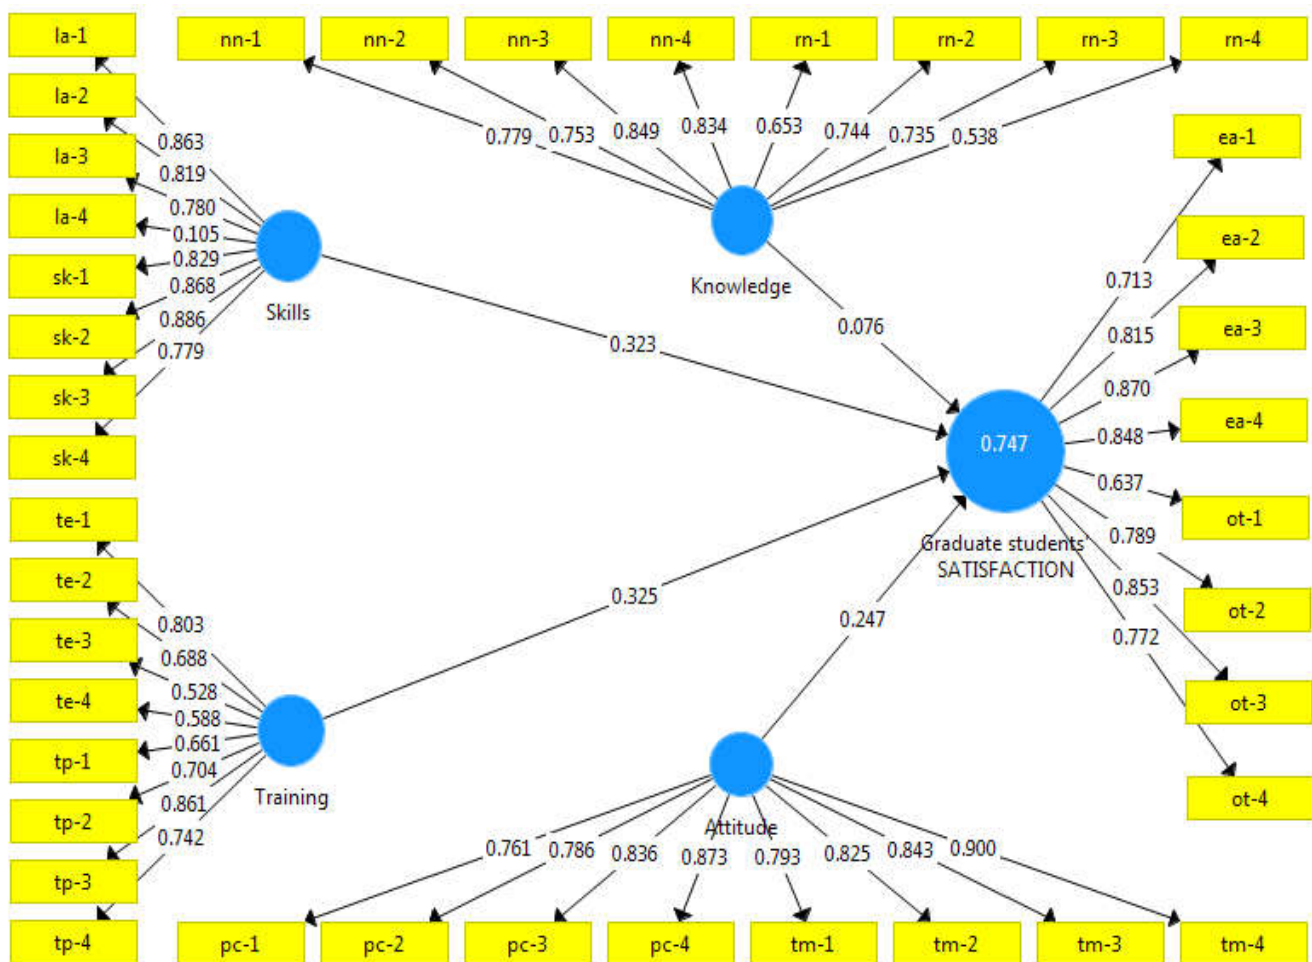 la-1
la-2
la-3
la-4
sk-1
sk-2
sk-3
sk-4
0.863
0.819
0.780
0.105
0.829
0.868
0.886
0.779
Skills
nn-1
nn-2
nn-3
nn-4
rn-1
rn-2
rn-3
rn-4
0.779
0.753
0.849
0.834
0.653
0.744
0.735
0.538
Knowledge
0.323
0.076
ea-1
ea-2
ea-3
ea-4
ot-1
ot-2
ot-3
ot-4
0.713
0.815
0.870
0.848
0.637
0.789
0.853
0.772
0.747
Graduate students'
SATISFACTION
te-1
te-2
te-3
te-4
tp-1
tp-2
tp-3
tp-4
0.803
0.688
0.528
0.588
0.661
0.704
0.861
0.742
Training
0.325
0.247
Attitude
0.761
0.786
0.836
0.873
0.793
0.825
0.843
0.900
pc-1
pc-2
pc-3
pc-4
tm-1
tm-2
tm-3
tm-4